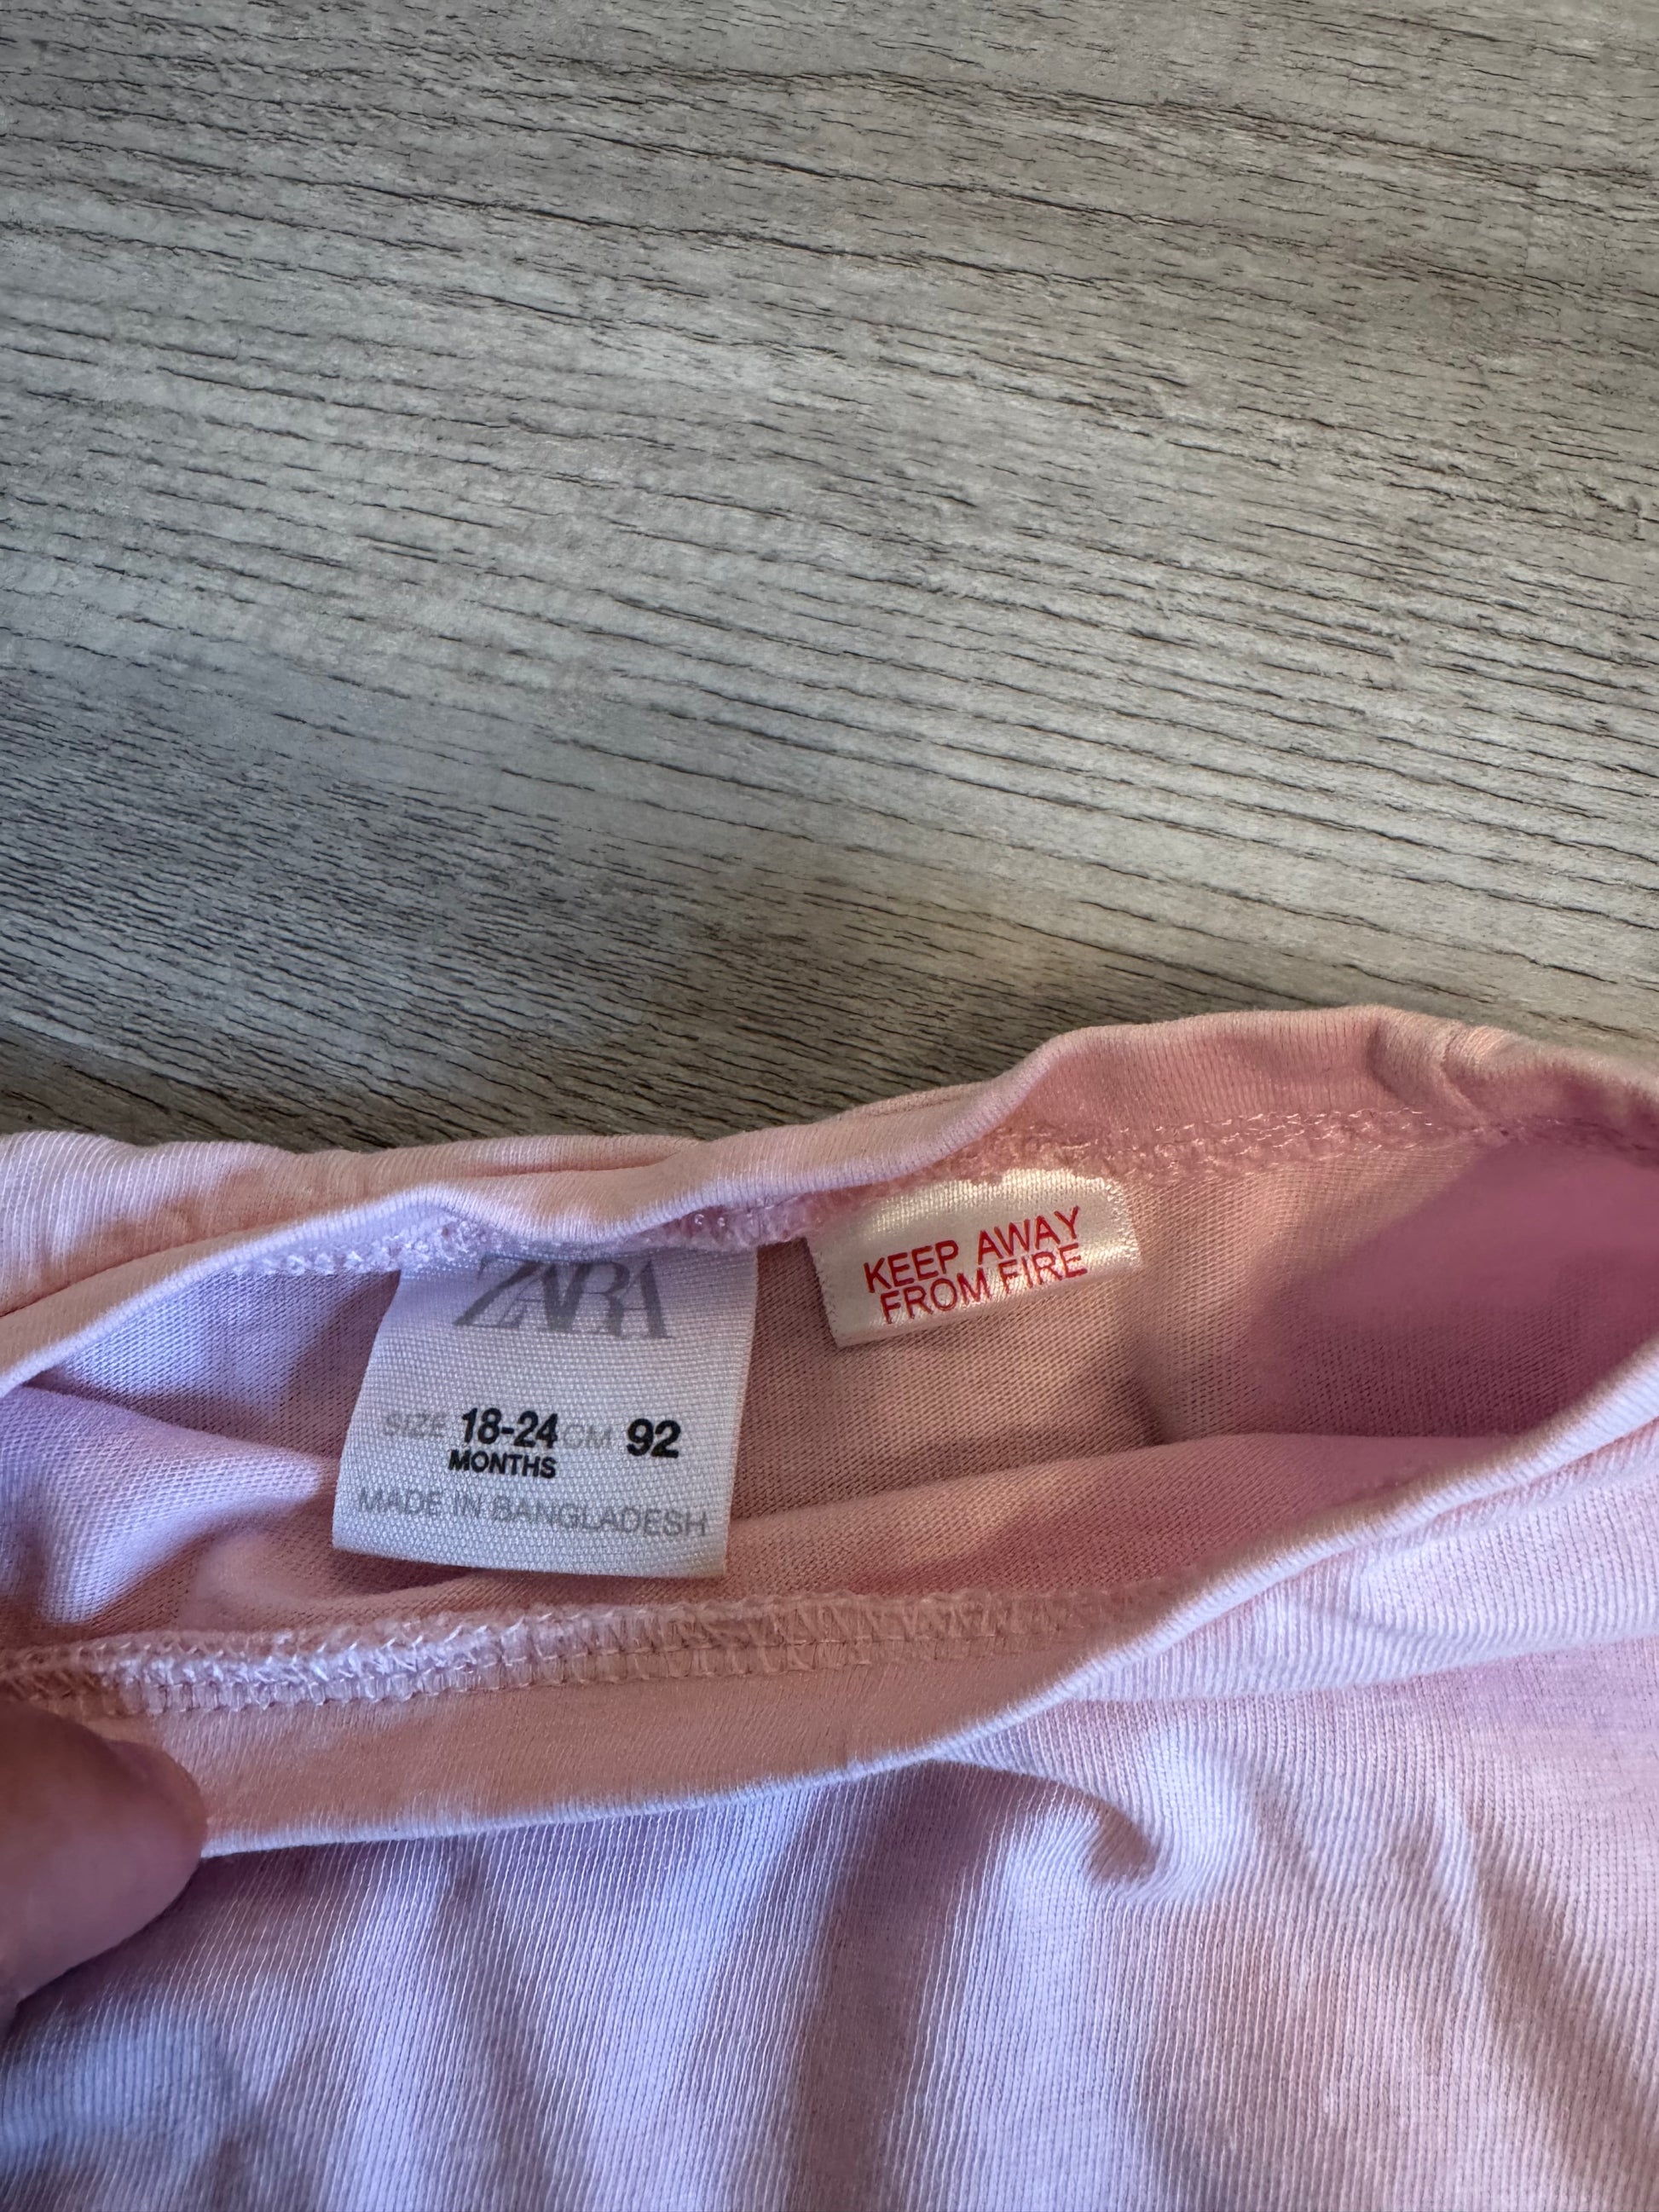 ZARA
SIZE 18-24 CM 92
MONTHS
MADE IN BANGLADESH
KEEP AWAY
FROM FIRE